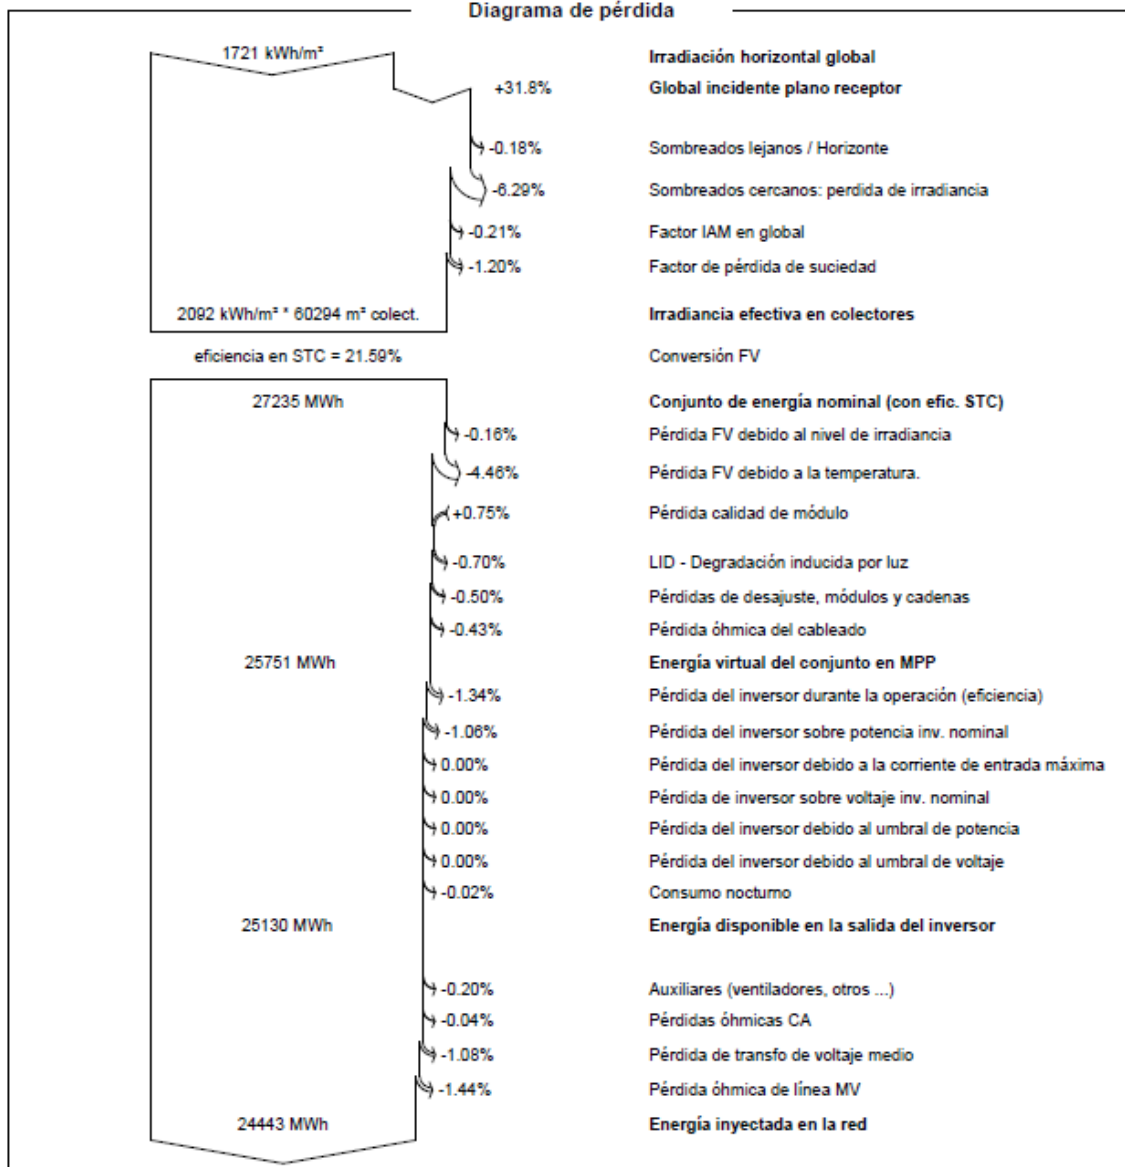 Diagrama de pérdida
1721 kWh/m² Irradiación horizontal global
+31.8% Global incidente plano receptor
-0.18% Sombreados lejanos / Horizonte
-6.29% Sombreados cercanos: perdida de irradiancia
-0.21% Factor IAM en global
-1.20% Factor de pérdida de suciedad
2092 kWh/m² * 60294 m² colect. Irradiancia efectiva en colectores
eficiencia en STC = 21.59% Conversión FV
27235 MWh Conjunto de energía nominal (con efic. STC)
-0.16% Pérdida FV debido al nivel de irradiancia
-4.46% Pérdida FV debido a la temperatura.
+0.75% Pérdida calidad de módulo
-0.70% LID - Degradación inducida por luz
-0.50% Pérdidas de desajuste, módulos y cadenas
-0.43% Pérdida óhmica del cableado
25751 MWh Energía virtual del conjunto en MPP
-1.34% Pérdida del inversor durante la operación (eficiencia)
-1.06% Pérdida del inversor sobre potencia inv. nominal
0.00% Pérdida del inversor debido a la corriente de entrada máxima
0.00% Pérdida de inversor sobre voltaje inv. nominal
0.00% Pérdida del inversor debido al umbral de potencia
0.00% Pérdida del inversor debido al umbral de voltaje
-0.02% Consumo nocturno
25130 MWh Energía disponible en la salida del inversor
-0.20% Auxiliares (ventiladores, otros ...)
-0.04% Pérdidas óhmicas CA
-1.08% Pérdida de transfo de voltaje medio
-1.44% Pérdida óhmica de línea MV
24443 MWh Energía inyectada en la red